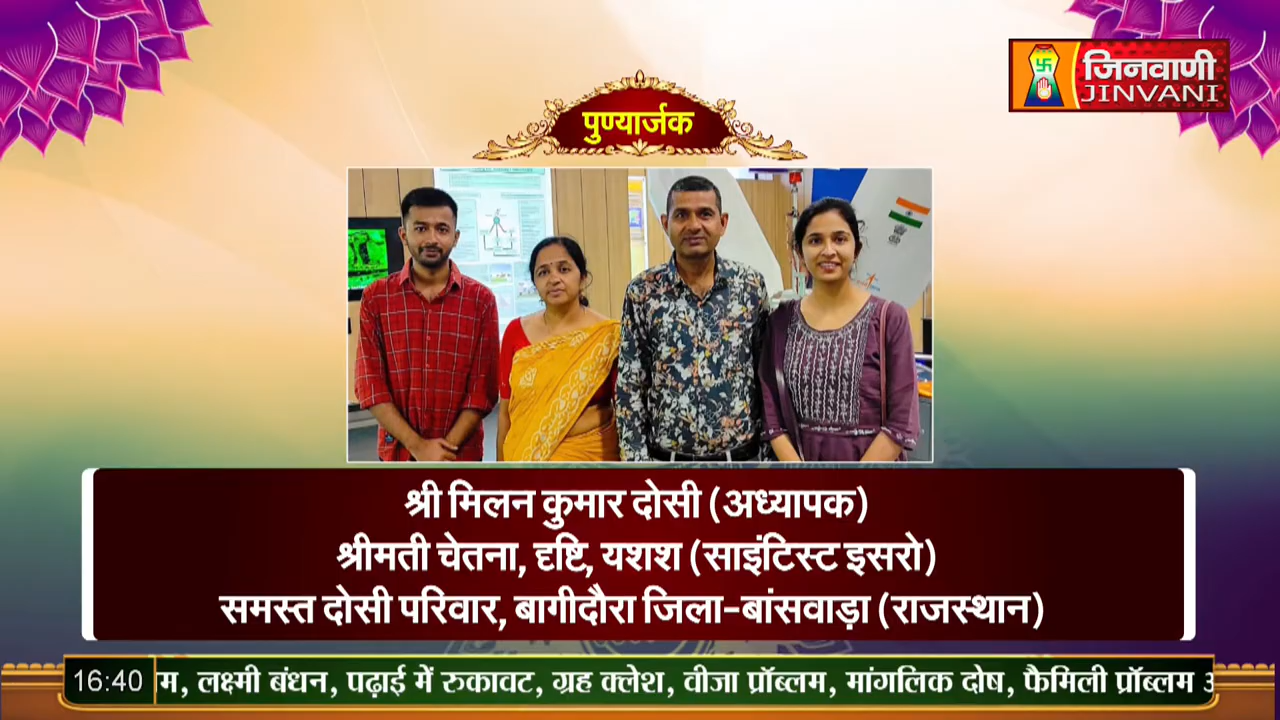 जिनवाणी
JINVANI
पुण्यार्जक
श्री मिलन कुमार दोसी (अध्यापक)
श्रीमती चेतना, दृष्टि, यशश (साइंटिस्ट इसरो)
समस्त दोसी परिवार, बागीदौरा जिला-बांसवाड़ा (राजस्थान)
16:40 म, लक्ष्मी बंधन, पढ़ाई में रुकावट, ग्रह क्लेश, वीजा प्रॉब्लम, मांगलिक दोष, फैमिली प्रॉब्लम